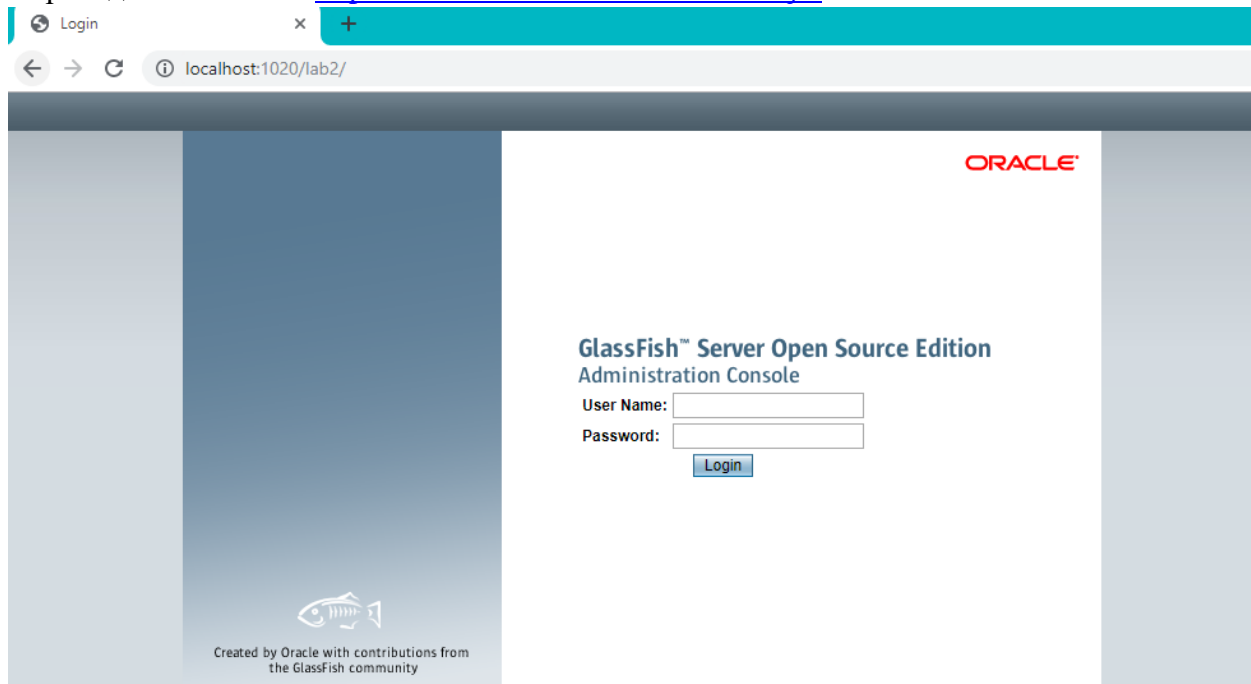 Login
localhost:1020/lab2/
ORACLE
GlassFish™ Server Open Source Edition
Administration Console
User Name:
Password:
Login
Created by Oracle with contributions from
the GlassFish community